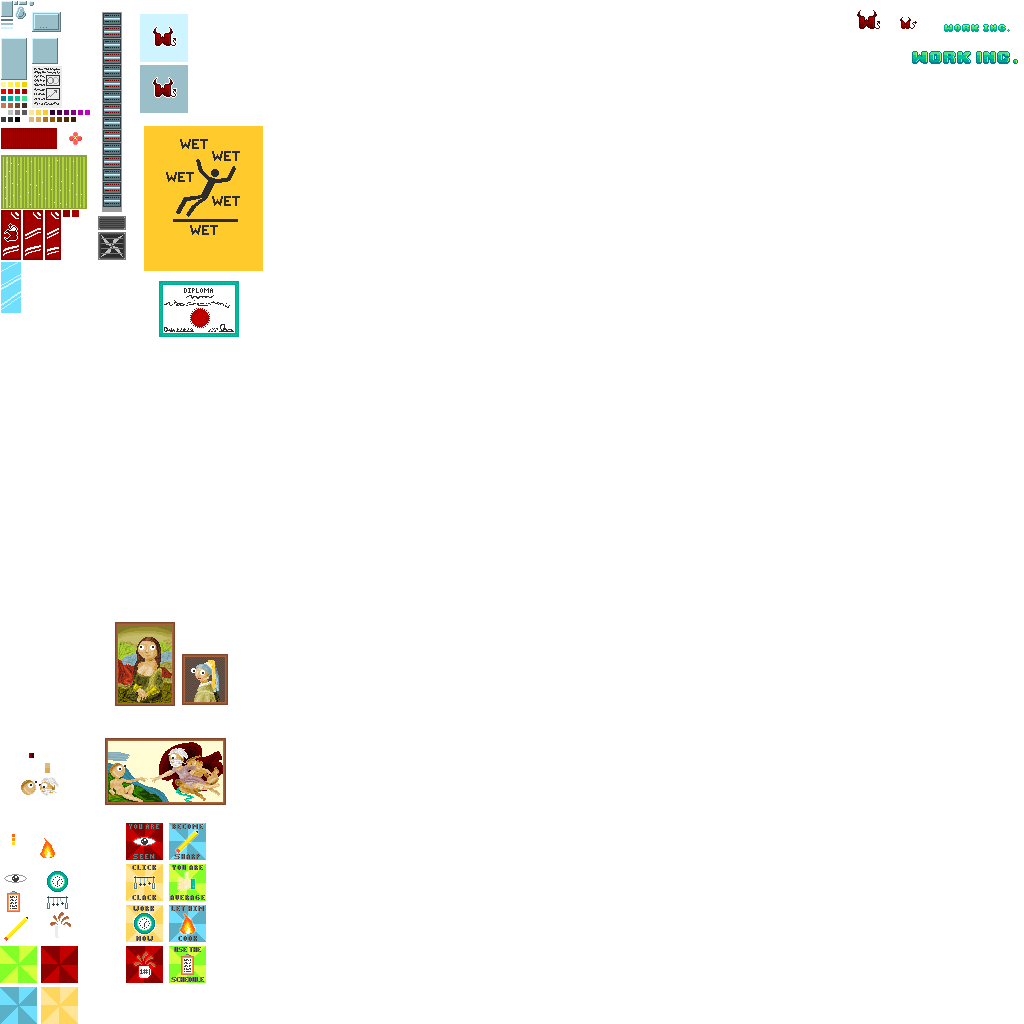 WORK INC.
WORK INC.
WET
WET
WET
WET
WET
DIPLOMA
YOU ARE
SEEN
BECOME
SHARP
CLICK
CLACK
YOU ARE
AVERAGE
WORK
NOW
LET HIM
COOK
USE THE
SCHEDULE